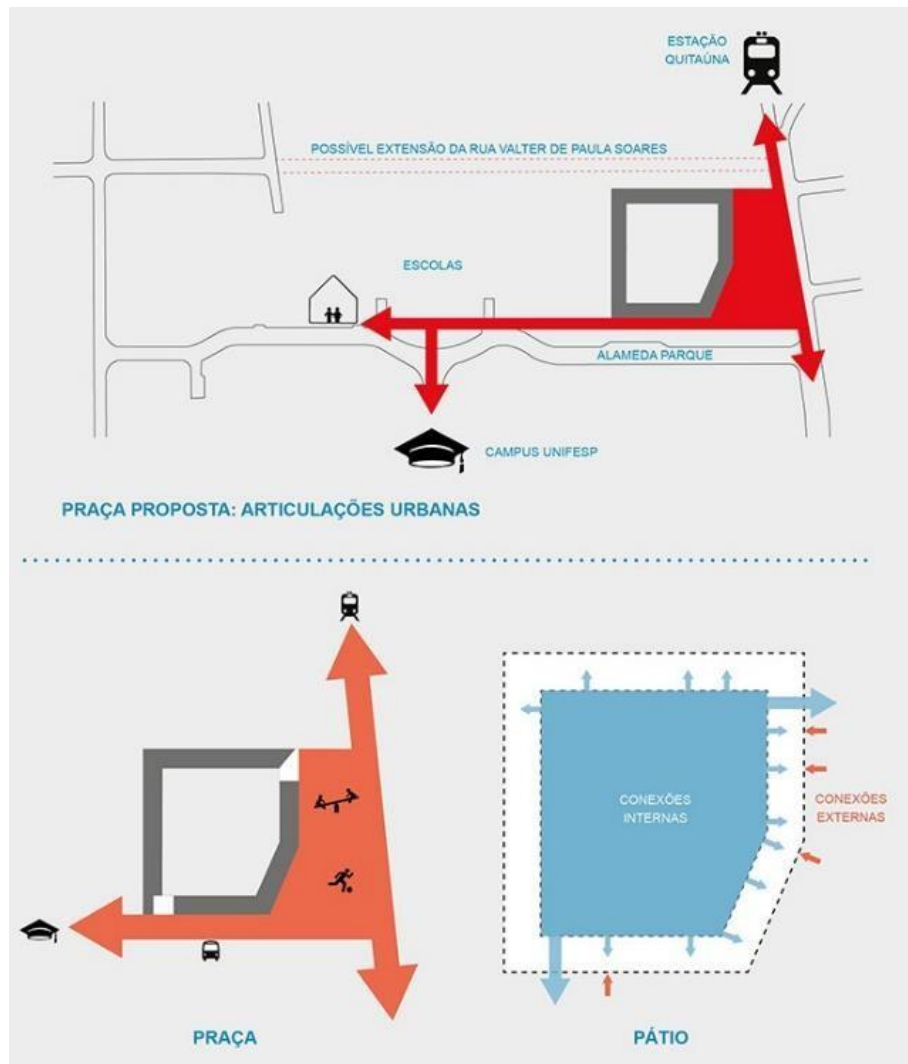 ESTAÇÃO
QUITAÚNA
POSSÍVEL EXTENSÃO DA RUA VALTER DE PAULA SOARES
ESCOLAS
ALAMEDA PARQUE
CAMPUS UNIFESP
PRAÇA PROPOSTA: ARTICULAÇÕES URBANAS
CONEXÕES
INTERNAS
CONEXÕES
EXTERNAS
PRAÇA
PÁTIO